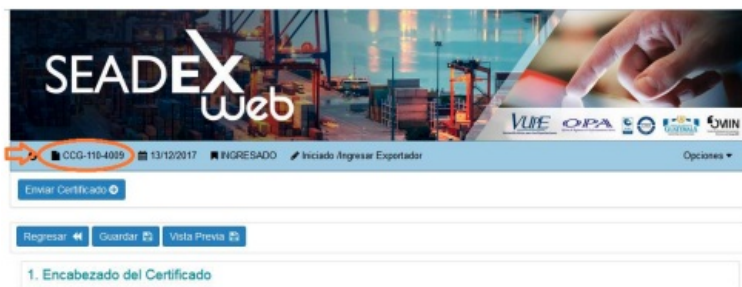 SEADEX
web
VUPE OPA
CCG-110-4009 13/12/2017 INGRESADO Iniciado /Ingresar Exportador Opciones
Enviar Certificado
Regresar Guardar Vista Previa
1. Encabezado del Certificado